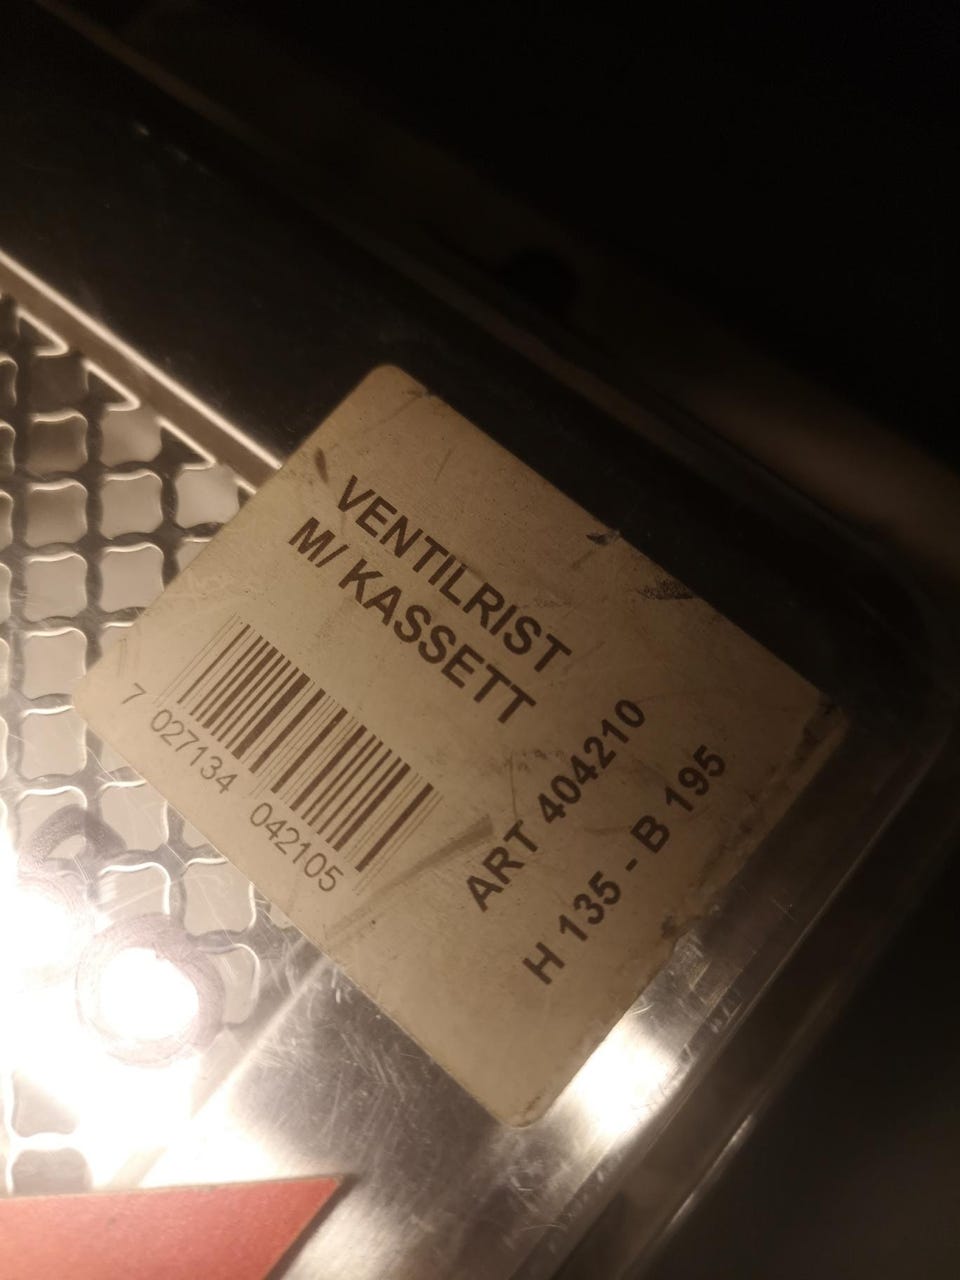 VENTILRIST
M/ KASSETT
7 027134 042105
ART 404210
H 135 - B 195